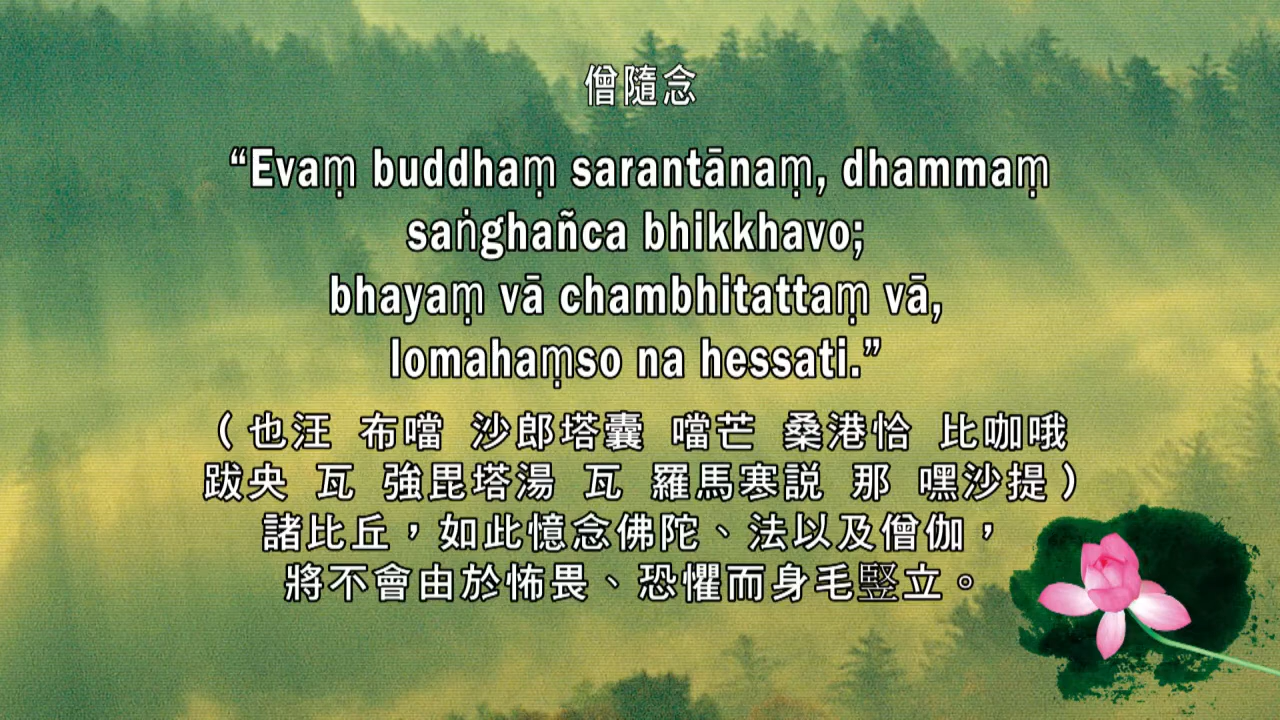 僧隨念
“Evaṃ buddhaṃ sarantānaṃ, dhammaṃ
saṅghañca bhikkhavo;
bhayaṃ vā chambhitattaṃ vā,
lomahaṃso na hessati.”
（也汪 布噹 沙郎塔囊 噹芒 桑港恰 比咖哦
跋央 瓦 強毘塔湯 瓦 羅馬寒説 那 嘿沙提）
諸比丘，如此憶念佛陀、法以及僧伽，
將不會由於怖畏、恐懼而身毛竪立。